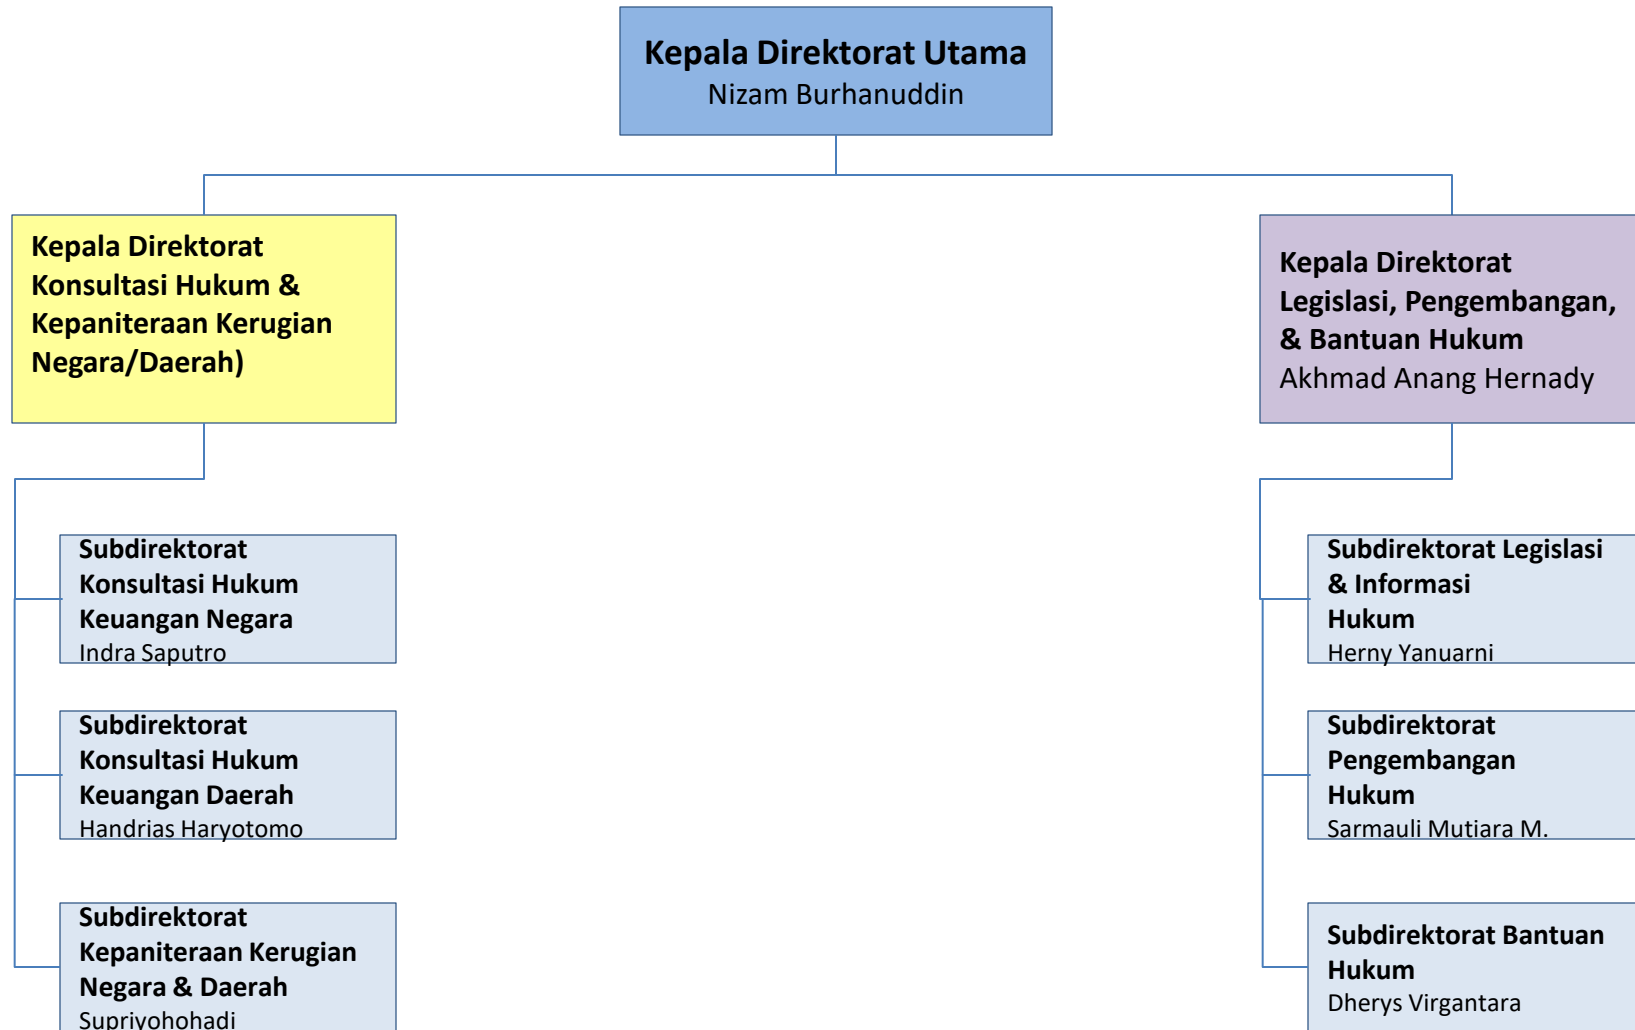 Kepala Direktorat Utama
Nizam Burhanuddin
Kepala Direktorat
Konsultasi Hukum &
Kepaniteraan Kerugian
Negara/Daerah)
Kepala Direktorat
Legislasi, Pengembangan,
& Bantuan Hukum
Akhmad Anang Hernady
Subdirektorat
Konsultasi Hukum
Keuangan Negara
Indra Saputro
Subdirektorat Legislasi
& Informasi
Hukum
Herny Yanuarni
Subdirektorat
Konsultasi Hukum
Keuangan Daerah
Handrias Haryotomo
Subdirektorat
Pengembangan
Hukum
Sarmauli Mutiara M.
Subdirektorat
Kepaniteraan Kerugian
Negara & Daerah
Supriyohohadi
Subdirektorat Bantuan
Hukum
Dherys Virgantara